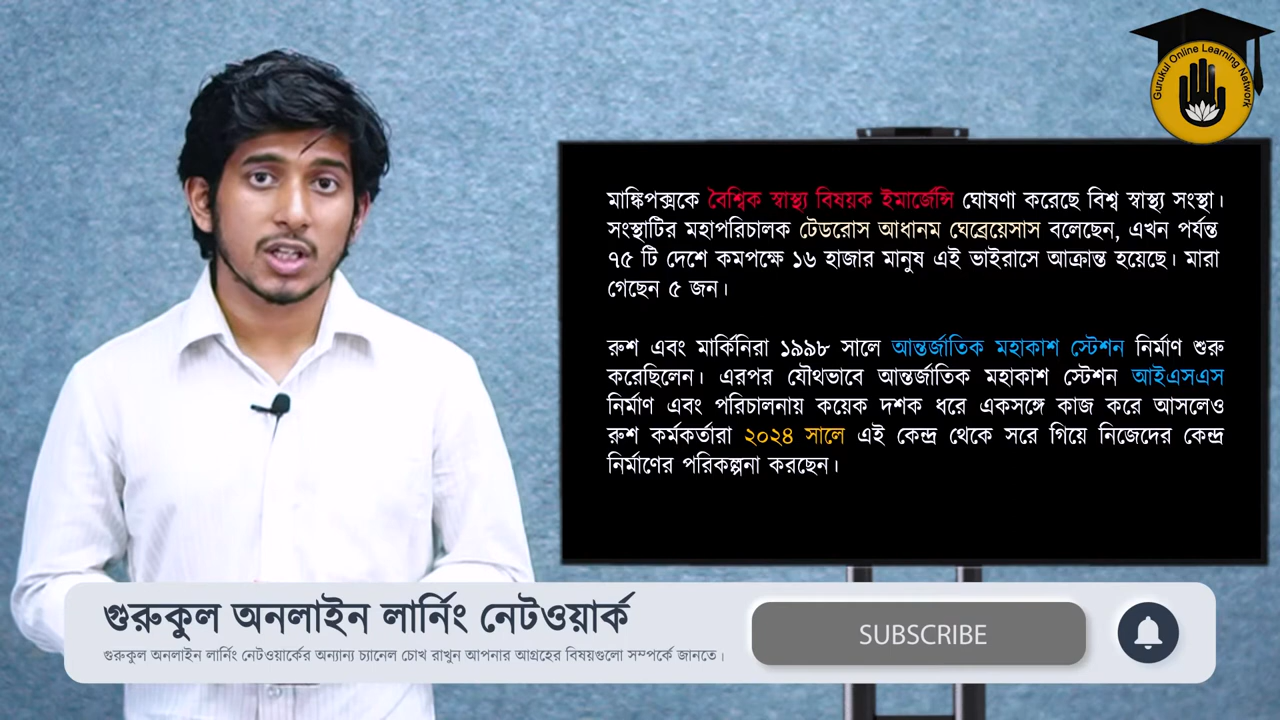 Gurukul Online Learning Network
মাঙ্কিপক্সকে বৈশ্বিক স্বাস্থ্য বিষয়ক ইমার্জেন্সি ঘোষণা করেছে বিশ্ব স্বাস্থ্য সংস্থা।
সংস্থাটির মহাপরিচালক টেডরোস আধানম ঘেব্রেয়েসাস বলেছেন, এখন পর্যন্ত
৭৫ টি দেশে কমপক্ষে ১৬ হাজার মানুষ এই ভাইরাসে আক্রান্ত হয়েছে। মারা
গেছেন ৫ জন।
রুশ এবং মার্কিনিরা ১৯৯৮ সালে আন্তর্জাতিক মহাকাশ স্টেশন নির্মাণ শুরু
করেছিলেন। এরপর যৌথভাবে আন্তর্জাতিক মহাকাশ স্টেশন আইএসএস
নির্মাণ এবং পরিচালনায় কয়েক দশক ধরে একসঙ্গে কাজ করে আসলেও
রুশ কর্মকর্তারা ২০২৪ সালে এই কেন্দ্র থেকে সরে গিয়ে নিজেদের কেন্দ্র
নির্মাণের পরিকল্পনা করছেন।
গুরুকুল অনলাইন লার্নিং নেটওয়ার্ক
গুরুকুল অনলাইন লার্নিং নেটওয়ার্কের অন্যান্য চ্যানেল চোখ রাখুন আপনার আগ্রহের বিষয়গুলো সম্পর্কে জানতে।
SUBSCRIBE